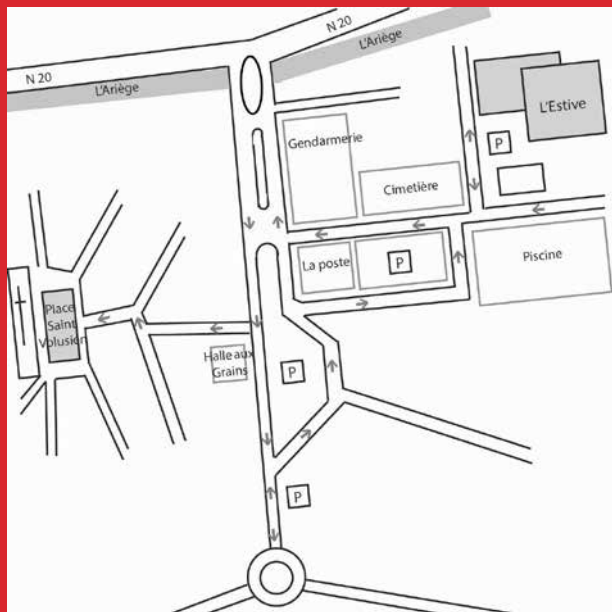 N 20
N 20
L'Ariège
L'Ariège
Gendarmerie
L'Estive
P
Cimetière
La poste
P
Piscine
Place
Saint
Volusien
Halle aux
Grains
P
P